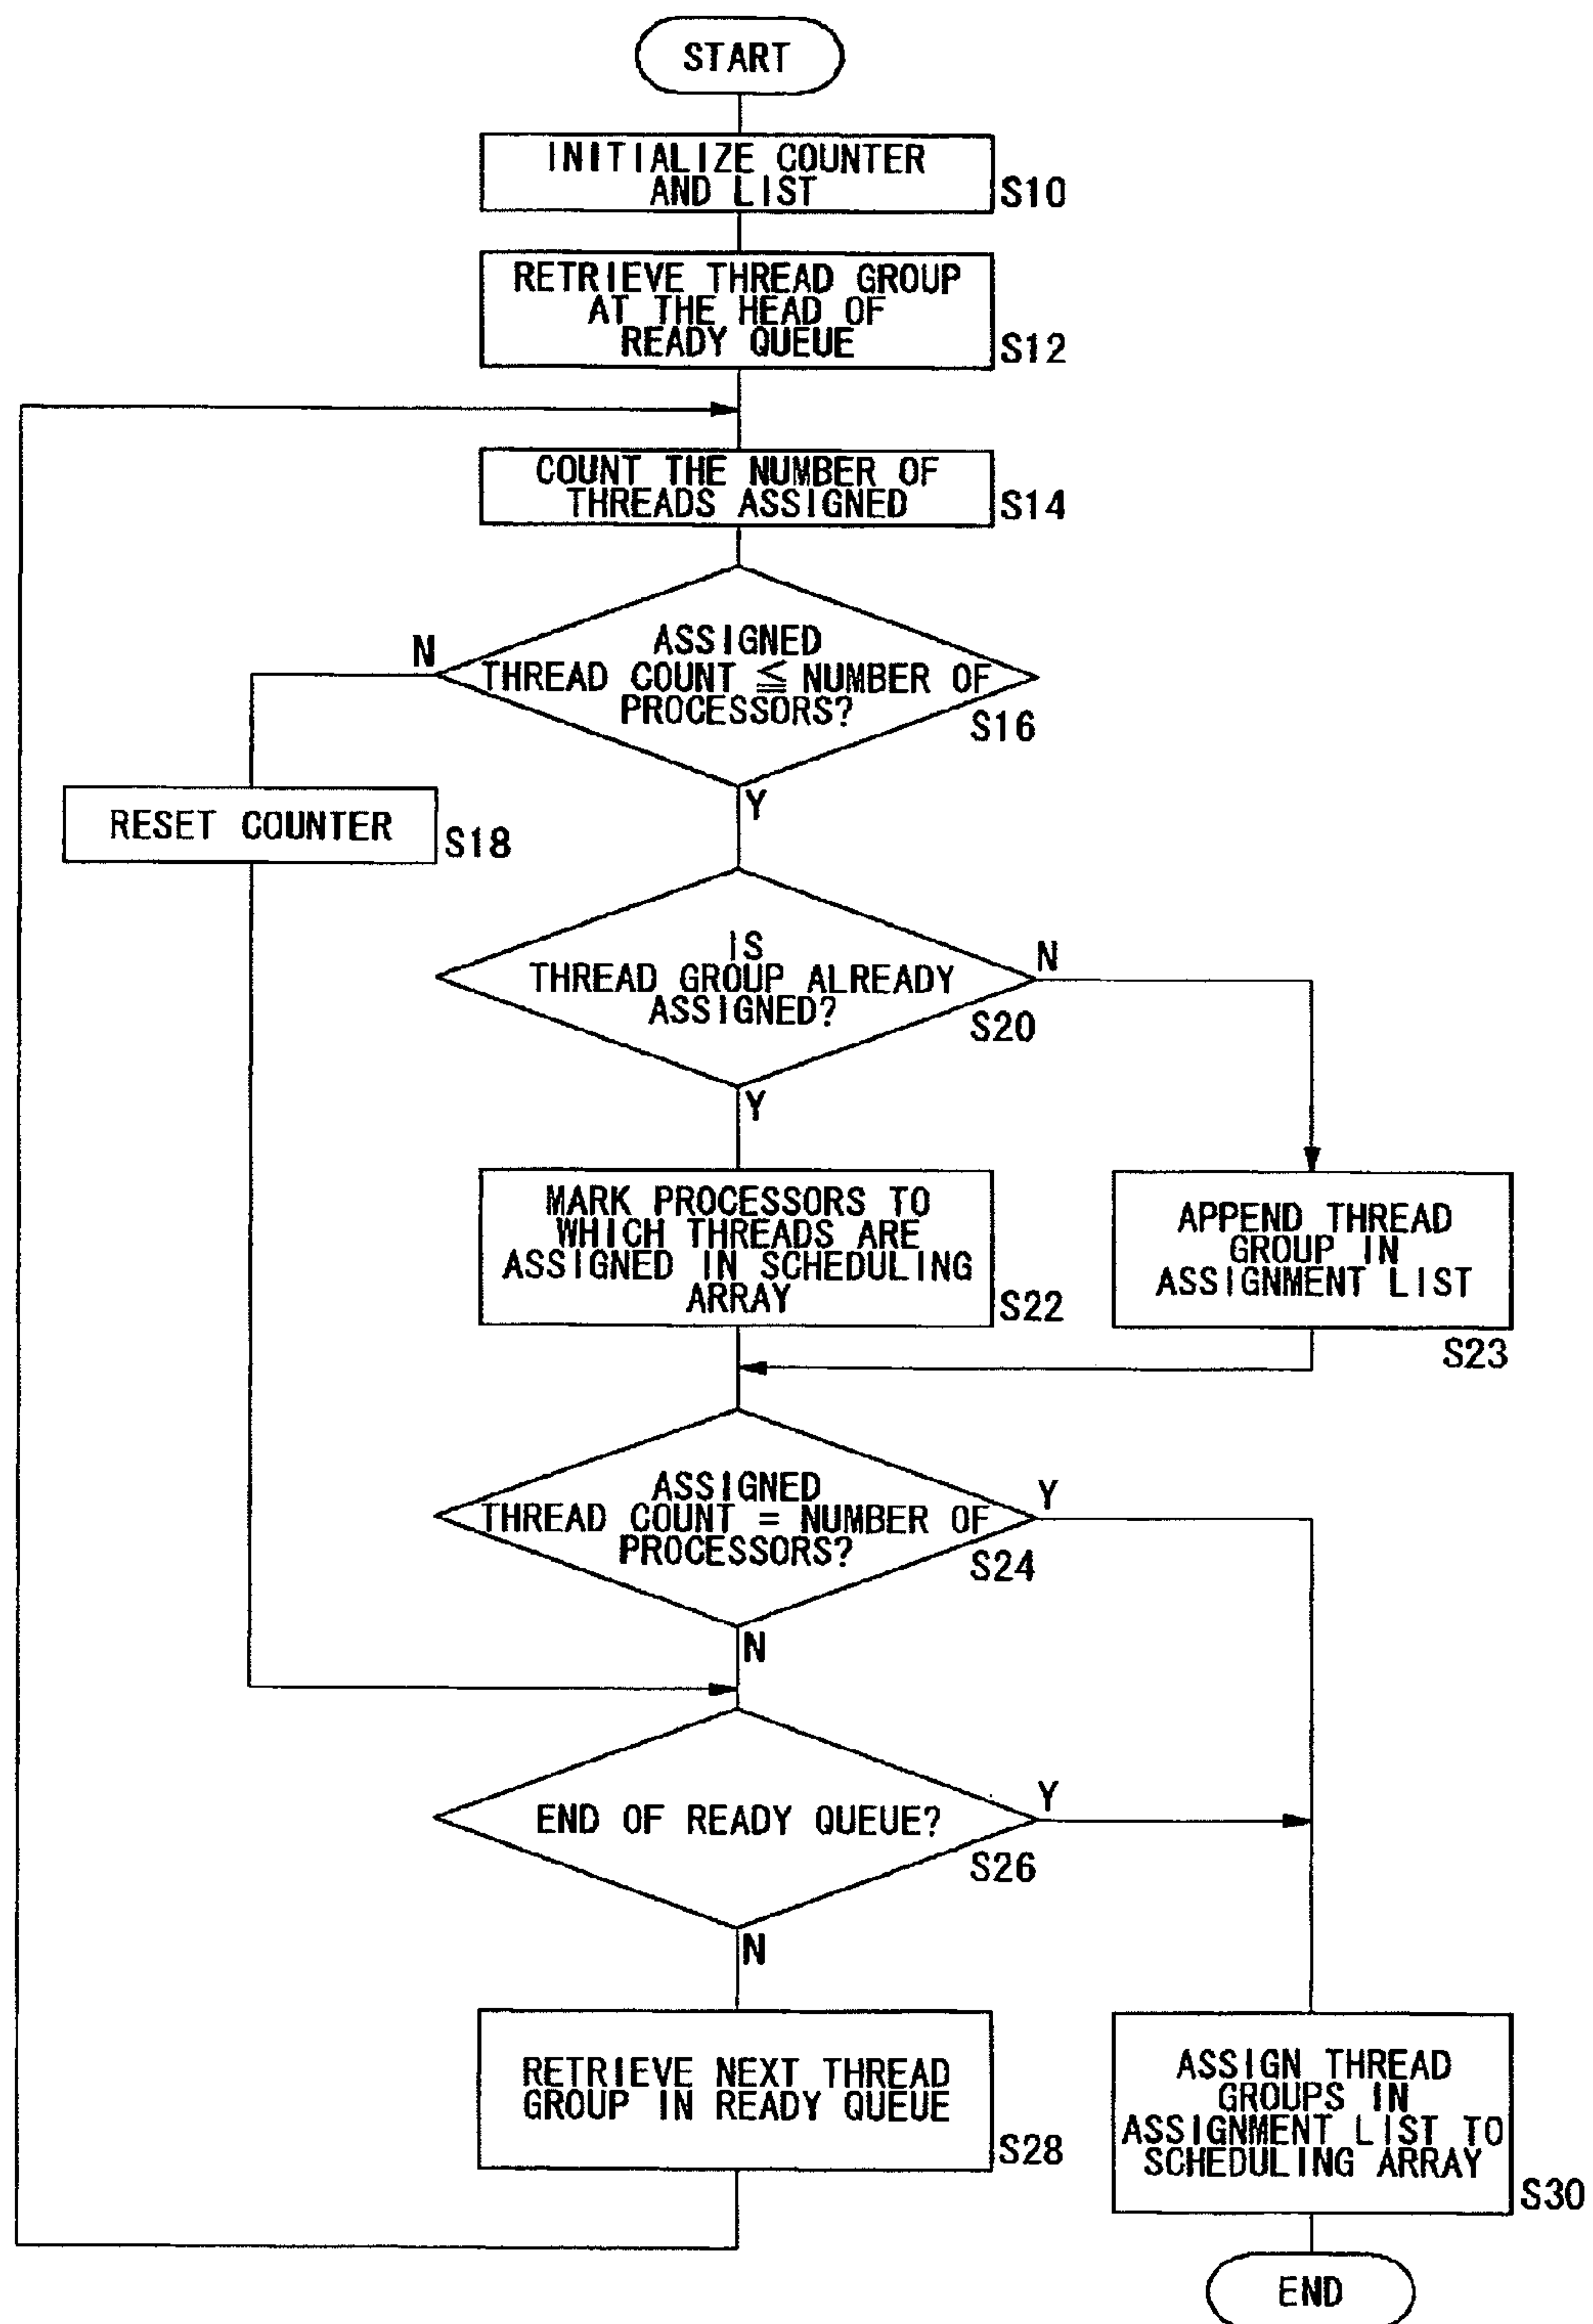 START
INITIALIZE COUNTER
AND LIST
S10
RETRIEVE THREAD GROUP
AT THE HEAD OF
READY QUEUE
S12
COUNT THE NUMBER OF
THREADS ASSIGNED
S14
ASSIGNED
THREAD COUNT ≦ NUMBER OF
PROCESSORS?
S16
N
Y
RESET COUNTER
S18
IS
THREAD GROUP ALREADY
ASSIGNED?
S20
N
Y
MARK PROCESSORS TO
WHICH THREADS ARE
ASSIGNED IN SCHEDULING
ARRAY
S22
APPEND THREAD
GROUP IN
ASSIGNMENT LIST
S23
ASSIGNED
THREAD COUNT = NUMBER OF
PROCESSORS?
S24
Y
N
END OF READY QUEUE?
S26
Y
N
RETRIEVE NEXT THREAD
GROUP IN READY QUEUE
S28
ASSIGN THREAD
GROUPS IN
ASSIGNMENT LIST TO
SCHEDULING ARRAY
S30
END